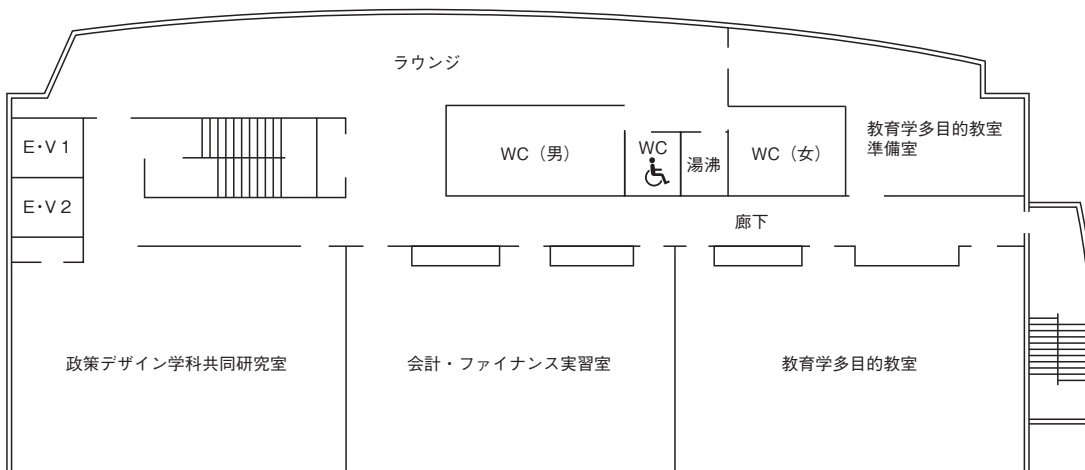 ラウンジ
E・V 1
WC（男）
WC
湯沸
WC（女）
教育学多目的教室
準備室
E・V 2
廊下
政策デザイン学科共同研究室
会計・ファイナンス実習室
教育学多目的教室